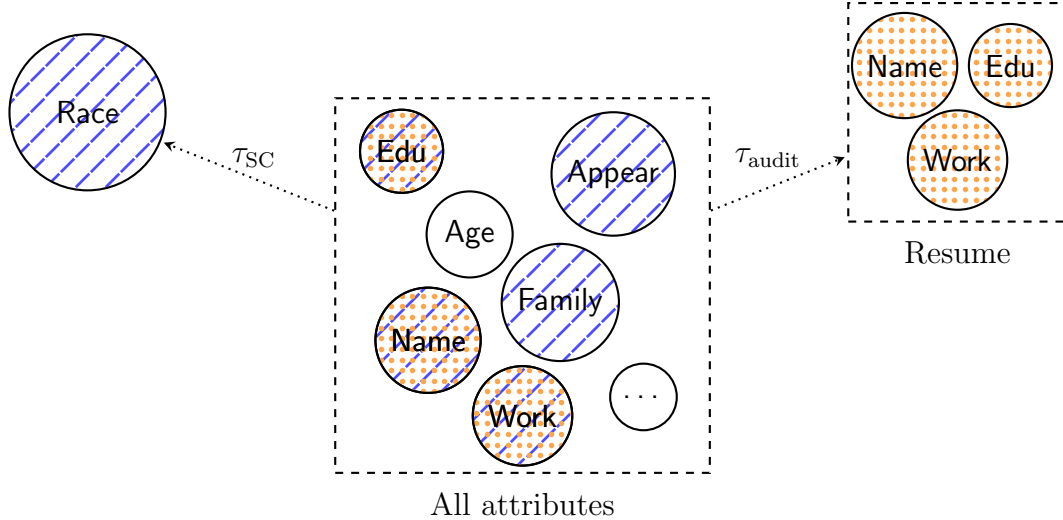 Race
τSC
Edu
Appear
Age
Family
Name
Work
...
All attributes
τaudit
Name
Edu
Work
Resume